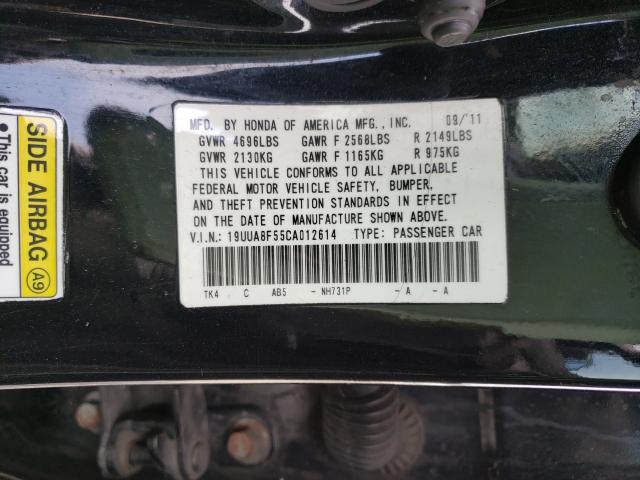 MFD. BY HONDA OF AMERICA MFG., INC. 09/'11
GVWR 4696LBS GAWR F 2568LBS R 2149LBS
GVWR 2130KG GAWR F 1165KG R 975KG
THIS VEHICLE CONFORMS TO ALL APPLICABLE
FEDERAL MOTOR VEHICLE SAFETY, BUMPER,
AND THEFT PREVENTION STANDARDS IN EFFECT
ON THE DATE OF MANUFACTURE SHOWN ABOVE.
V.I.N.: 19UUA8F55CA012614 TYPE: PASSENGER CAR
TK4 C AB5 - NH731P - A - A
SIDE AIRBAG A9
This car is equipped